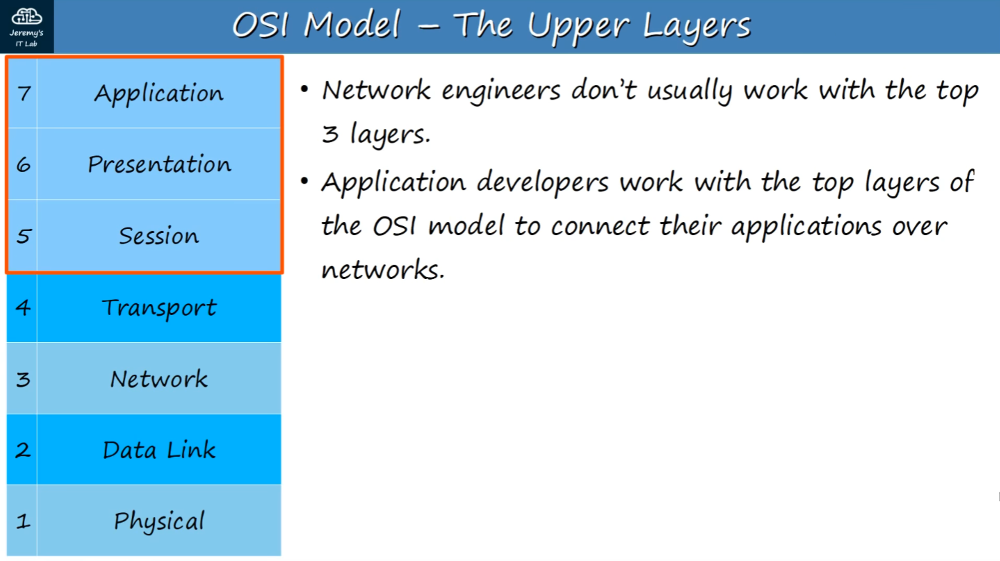 Jeremy's
IT Lab
OSI Model – The Upper Layers
7 Application
6 Presentation
5 Session
4 Transport
3 Network
2 Data Link
1 Physical
• Network engineers don't usually work with the top
3 layers.
• Application developers work with the top layers of
the OSI model to connect their applications over
networks.